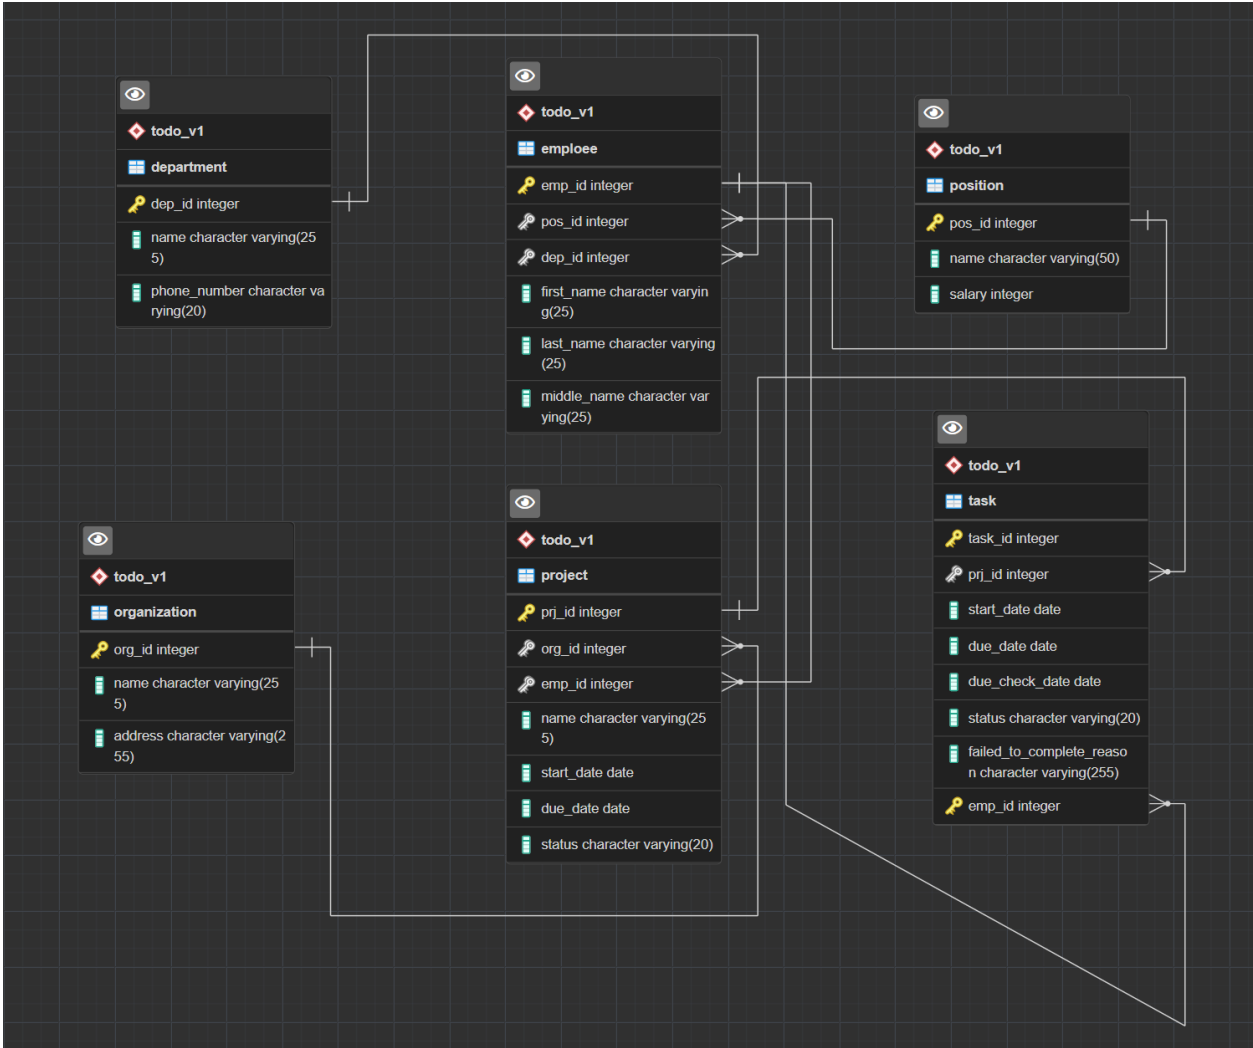 todo_v1
department
dep_id integer
name character varying(25
5)
phone_number character va
rying(20)
todo_v1
emploee
emp_id integer
pos_id integer
dep_id integer
first_name character varyin
g(25)
last_name character varying
(25)
middle_name character var
ying(25)
todo_v1
position
pos_id integer
name character varying(50)
salary integer
todo_v1
organization
org_id integer
name character varying(25
5)
address character varying(2
55)
todo_v1
project
prj_id integer
org_id integer
emp_id integer
name character varying(25
5)
start_date date
due_date date
status character varying(20)
todo_v1
task
task_id integer
prj_id integer
start_date date
due_date date
due_check_date date
status character varying(20)
failed_to_complete_reaso
n character varying(255)
emp_id integer